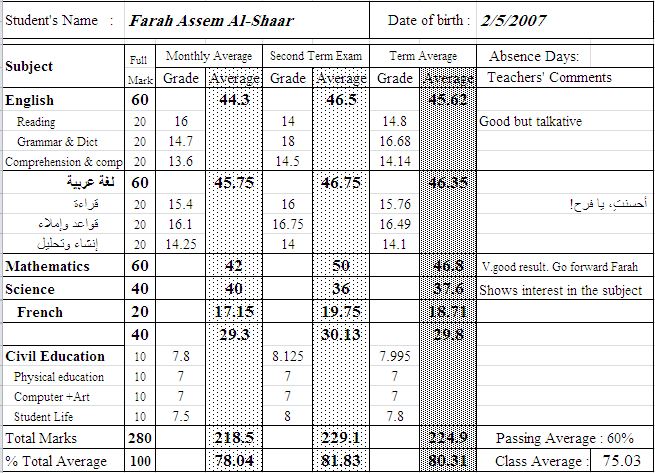 Student's Name : Farah Assem Al-Shaar Date of birth : 2/5/2007
Subject Full Mark Monthly Average Second Term Exam Term Average Absence Days:
Grade Average Grade Average Grade Average Teachers' Comments
English 60 44.3 46.5 45.62
Reading 20 16 14 14.8 Good but talkative
Grammar & Dict 20 14.7 18 16.68
Comprehension & comp 20 13.6 14.5 14.14
لغة عربية 60 45.75 46.75 46.35
قراءة 20 15.4 16 15.76 أحسنتِ، يا فرح!
قواعد وإملاء 20 16.1 16.75 16.49
إنشاء وتحليل 20 14.25 14 14.1
Mathematics 60 42 50 46.8 V.good result. Go forward Farah
Science 40 40 36 37.6 Shows interest in the subject
French 20 17.15 19.75 18.71
40 29.3 30.13 29.8
Civil Education 10 7.8 8.125 7.995
Physical education 10 7 7 7
Computer +Art 10 7 7 7
Student Life 10 7.5 8 7.8
Total Marks 280 218.5 229.1 224.9 Passing Average : 60%
% Total Average 100 78.04 81.83 80.31 Class Average : 75.03